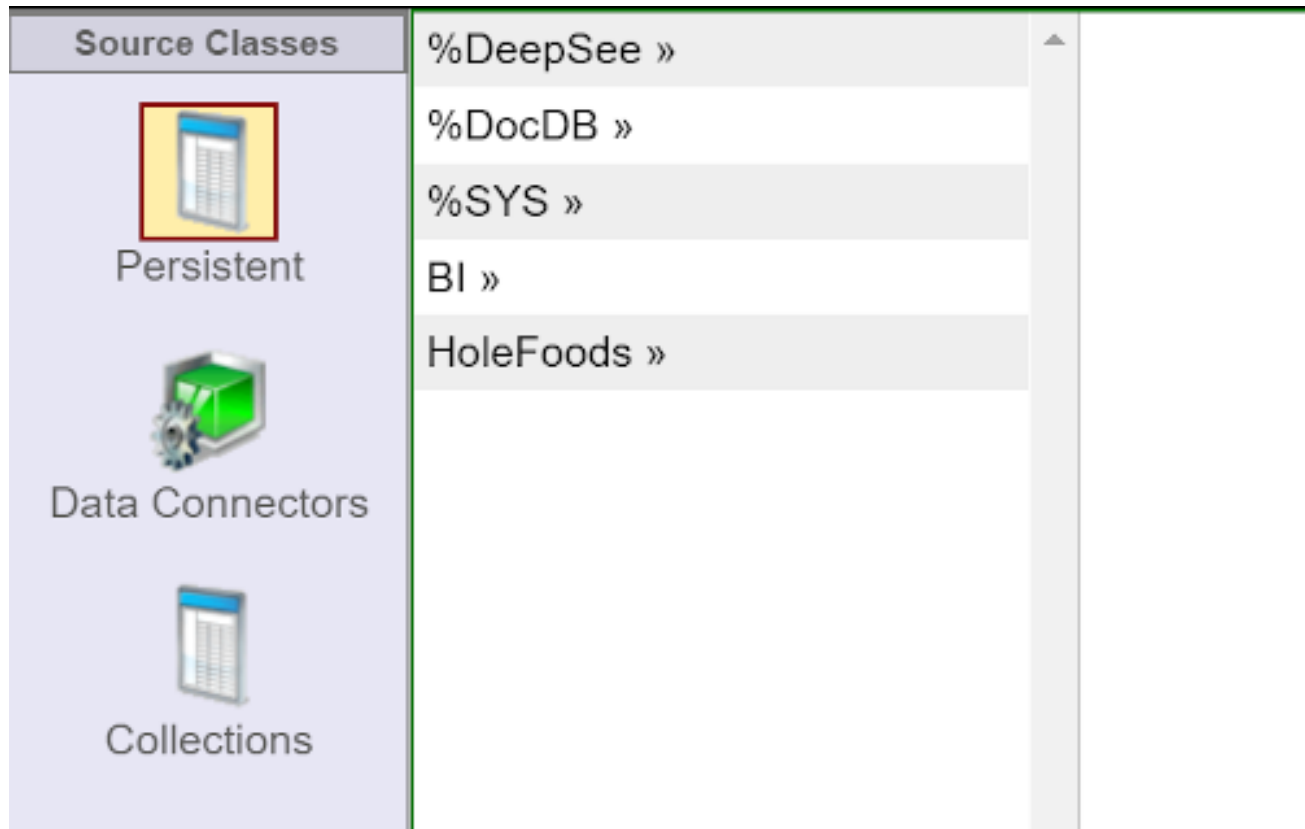 Source Classes
Persistent
Data Connectors
Collections
%DeepSee »
%DocDB »
%SYS »
BI »
HoleFoods »